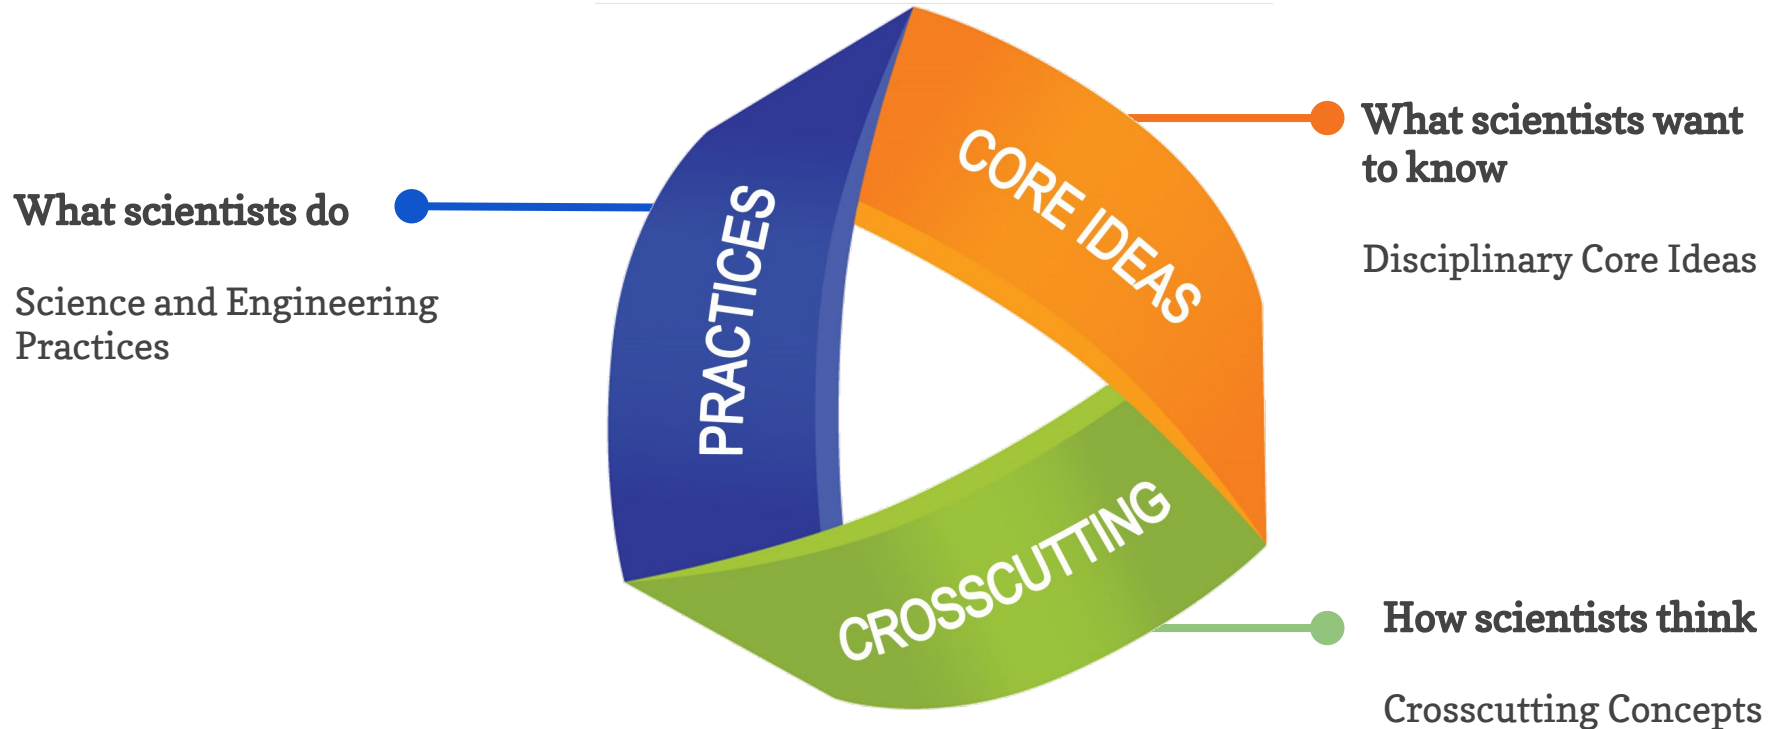 What scientists do
Science and Engineering
Practices
PRACTICES
CORE IDEAS
CROSSCUTTING
What scientists want
to know
Disciplinary Core Ideas
How scientists think
Crosscutting Concepts